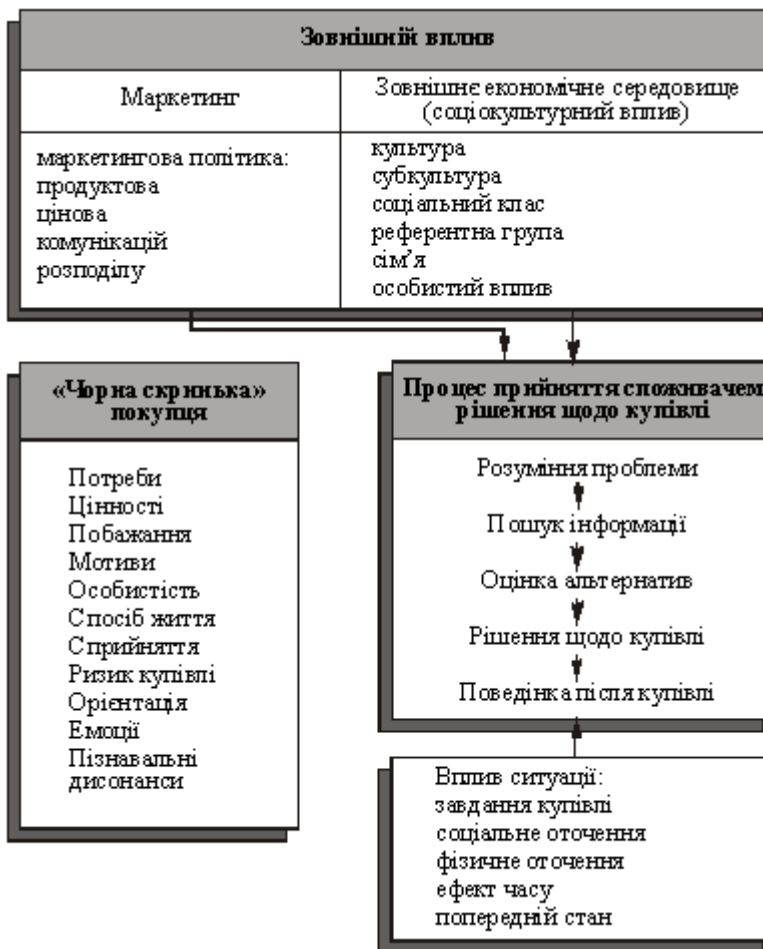 Зовнішній вплив
Маркетинг
Зовнішнє економічне середовище
(соціокультурний вплив)
маркетингова політика:
продуктова
цінова
комунікацій
розподілу
культура
субкультура
соціальний клас
референтна група
сім’я
особистий вплив
«Чорна скринька»
покупця
Потреби
Цінності
Побажання
Мотиви
Особистість
Спосіб життя
Сприйняття
Ризик купівлі
Орієнтація
Емоції
Пізнавальні
дисонанси
Процес прийняття споживачем
рішення щодо купівлі
Розуміння проблеми
Пошук інформації
Оцінка альтернатив
Рішення щодо купівлі
Поведінка після купівлі
Вплив ситуації:
завдання купівлі
соціальне оточення
фізичне оточення
ефект часу
попередній стан